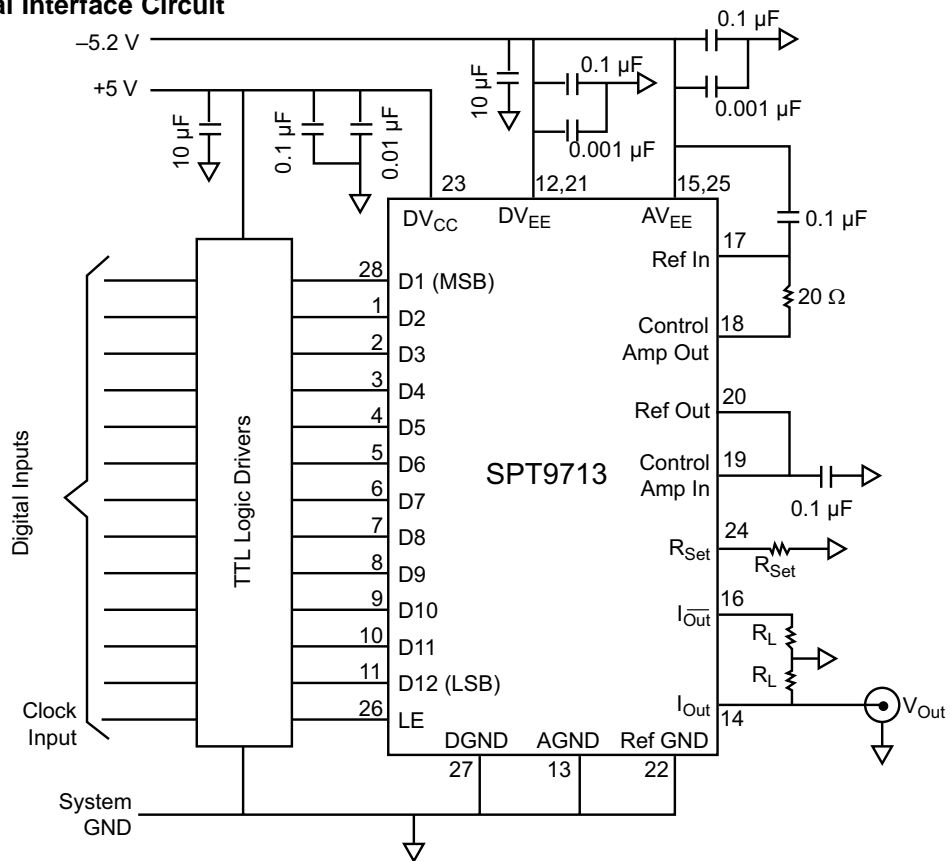 al Interface Circuit
–5.2 V
+5 V
0.1 µF
0.001 µF
10 µF
0.1 µF
0.001 µF
10 µF
0.1 µF
0.01 µF
23
12,21
15,25
DVCC
DVEE
AVEE
0.1 µF
17
Ref In
20 Ω
18
Control
Amp Out
20
Ref Out
19
Control
Amp In
0.1 µF
24
RSet
RSet
16
IOut
RL
RL
IOut
14
VOut
SPT9713
Digital Inputs
TTL Logic Drivers
28
D1 (MSB)
1
D2
2
D3
3
D4
4
D5
5
D6
6
D7
7
D8
8
D9
9
D10
10
D11
11
D12 (LSB)
26
LE
Clock
Input
DGND
AGND
Ref GND
27
13
22
System
GND